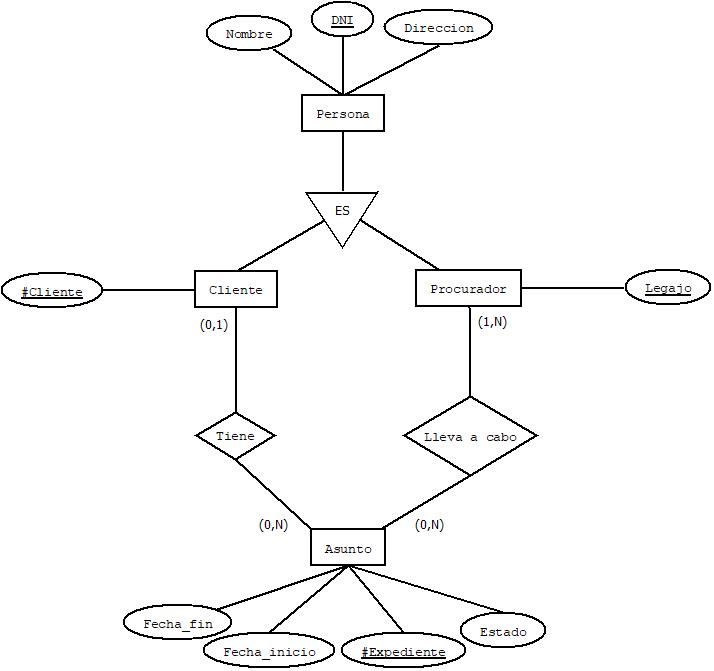 DNI
Nombre
Direccion
Persona
ES
#Cliente
Cliente
Procurador
Legajo
(0,1)
(1,N)
Tiene
Lleva a cabo
(0,N)
(0,N)
Asunto
Fecha_fin
Fecha_inicio
#Expediente
Estado